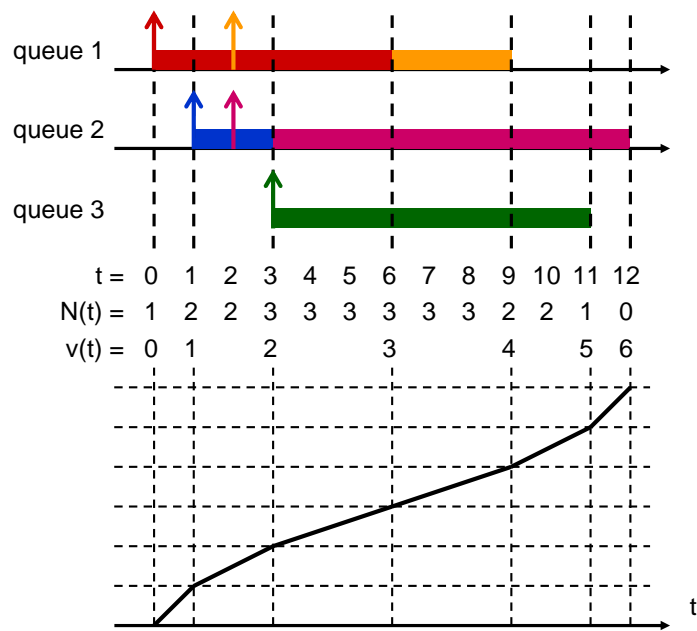 queue 1
queue 2
queue 3
t = 0 1 2 3 4 5 6 7 8 9 10 11 12
N(t) = 1 2 2 3 3 3 3 3 3 2 2 1 0
v(t) = 0 1 2 3 4 5 6
t